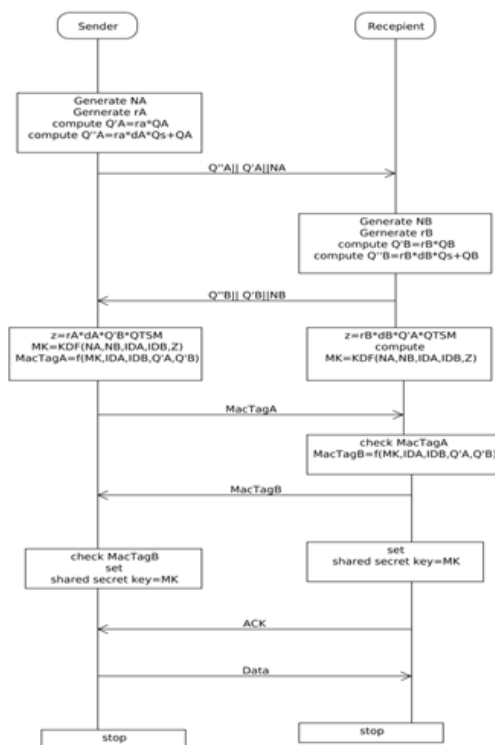 Sender
Recepient
Generate NA
Gernerate rA
compute Q'A=ra*QA
compute Q''A=ra*dA*Qs+QA
Q''A|| Q'A||NA
Generate NB
Gernerate rB
compute Q'B=rB*QB
compute Q''B=rB*dB*Qs+QB
Q''B|| Q'B||NB
z=rA*dA*Q'B*QTSM
MK=KDF(NA,NB,IDA,IDB,Z)
MacTagA=f(MK,IDA,IDB,Q'A,Q'B)
z=rB*dB*Q'A*QTSM
compute
MK=KDF(NA,NB,IDA,IDB,Z)
MacTagA
check MacTagA
MacTagB=f(MK,IDA,IDB,Q'A,Q'B)
MacTagB
check MacTagB
set
shared secret key=MK
set
shared secret key=MK
ACK
Data
stop
stop